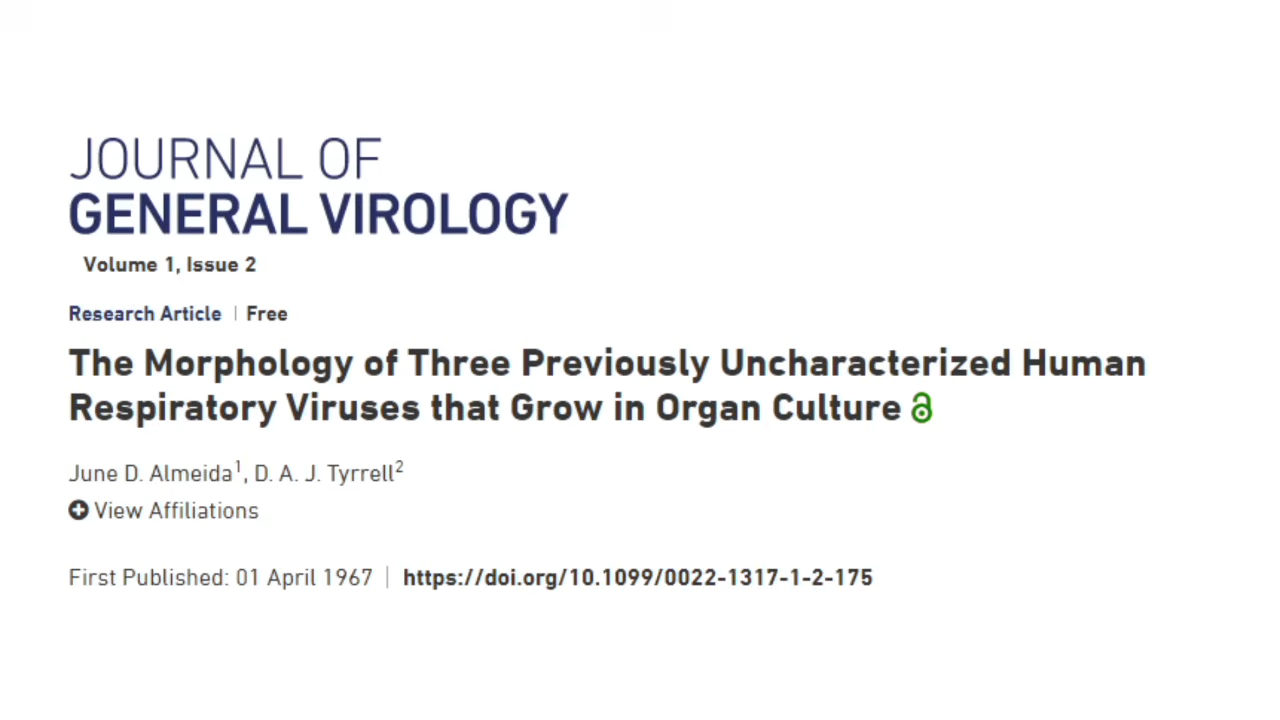 JOURNAL OF
GENERAL VIROLOGY
Volume 1, Issue 2
Research Article | Free
The Morphology of Three Previously Uncharacterized Human
Respiratory Viruses that Grow in Organ Culture
June D. Almeida1, D. A. J. Tyrrell2
View Affiliations
First Published: 01 April 1967 | https://doi.org/10.1099/0022-1317-1-2-175